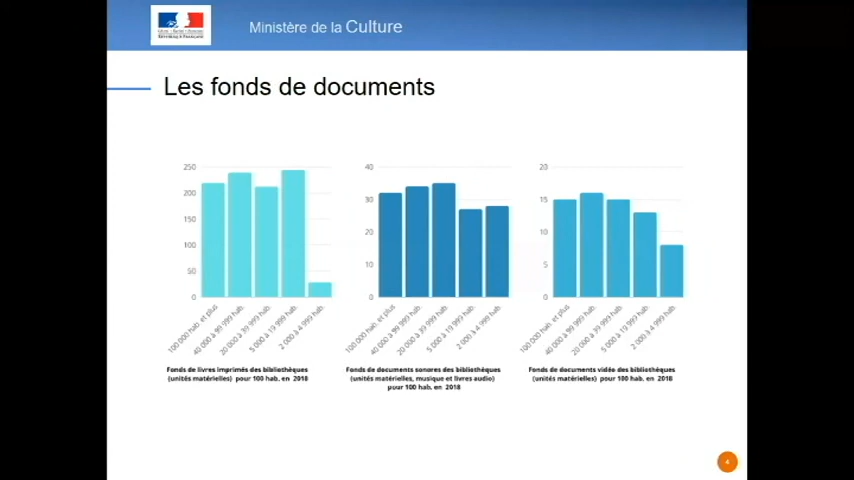 Ministère de la Culture
RÉPUBLIQUE FRANÇAISE
Les fonds de documents
250
200
150
100
50
0
100 000 hab. et plus
40 000 à 99 999 hab.
20 000 à 39 999 hab.
5 000 à 19 999 hab.
2 000 à 4 999 hab.
Fonds de livres imprimés des bibliothèques
(unités matérielles) pour 100 hab, en 2018
40
30
20
10
0
100 000 hab. et plus
40 000 à 99 999 hab.
20 000 à 39 999 hab.
5 000 à 19 999 hab.
2 000 à 4 999 hab.
Fonds de documents sonores des bibliothèques
(unités matérielles, musique et livres audio)
pour 100 hab, en 2018
20
15
10
5
0
100 000 hab. et plus
40 000 à 99 999 hab.
20 000 à 39 999 hab.
5 000 à 19 999 hab.
2 000 à 4 999 hab.
Fonds de documents vidéo des bibliothèques
(unités matérielles) pour 100 hab, en 2018
4